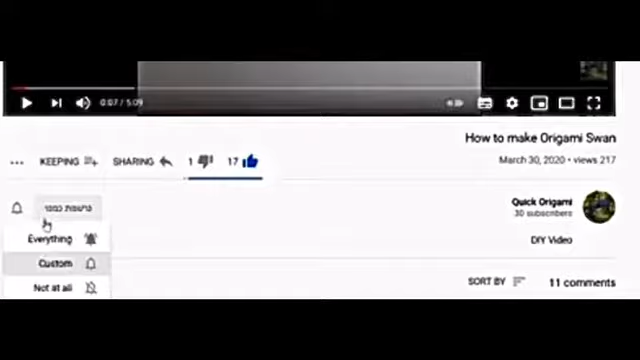 0:07 / 5:09
How to make Origami Swan
March 30, 2020 • views 217
17
1
SHARING
KEEPING
Quick Origami
30 subscribers
Everything
DIY Video
Custom
11 comments
SORT BY
Not at all